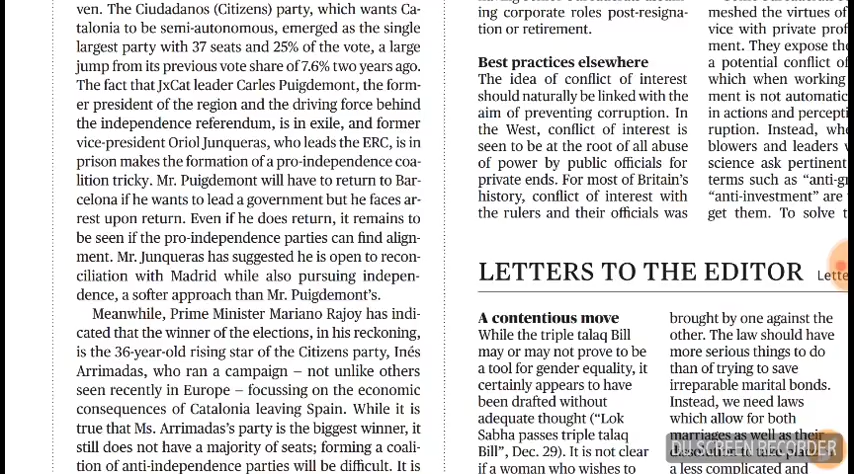 ven. The Ciudadanos (Citizens) party, which wants Ca-
talonia to be semi-autonomous, emerged as the single
largest party with 37 seats and 25% of the vote, a large
jump from its previous vote share of 7.6% two years ago.
The fact that JxCat leader Carles Puigdemont, the form-
er president of the region and the driving force behind
the independence referendum, is in exile, and former
vice-president Oriol Junqueras, who leads the ERC, is in
prison makes the formation of a pro-independence coa-
lition tricky. Mr. Puigdemont will have to return to Bar-
celona if he wants to lead a government but he faces ar-
rest upon return. Even if he does return, it remains to
be seen if the pro-independence parties can find align-
ment. Mr. Junqueras has suggested he is open to recon-
ciliation with Madrid while also pursuing indepen-
dence, a softer approach than Mr. Puigdemont's.
Meanwhile, Prime Minister Mariano Rajoy has indi-
cated that the winner of the elections, in his reckoning,
is the 36-year-old rising star of the Citizens party, Inés
Arrimadas, who ran a campaign – not unlike others
seen recently in Europe – focussing on the economic
consequences of Catalonia leaving Spain. While it is
true that Ms. Arrimadas's party is the biggest winner, it
still does not have a majority of seats; forming a coali-
tion of anti-independence parties will be difficult. It is
ing corporate roles post-resigna-
tion or retirement.
Best practices elsewhere
The idea of conflict of interest
should naturally be linked with the
aim of preventing corruption. In
the West, conflict of interest is
seen to be at the root of all abuse
of power by public officials for
private ends. For most of Britain's
history, conflict of interest with
the rulers and their officials was
meshed the virtues of
vice with private prof
ment. They expose the
a potential conflict of
which when working
ment is not automatic
in actions and percepti
ruption. Instead, whe
blowers and leaders
science ask pertinent
terms such as “anti-g
“anti-investment” are
get them. To solve t
LETTERS TO THE EDITOR Lette
A contentious move
While the triple talaq Bill
may or may not prove to be
a tool for gender equality, it
certainly appears to have
been drafted without
adequate thought (“Lok
Sabha passes triple talaq
Bill”, Dec. 29). It is not clear
if a woman who wishes to
brought by one against the
other. The law should have
more serious things to do
than of trying to save
irreparable marital bonds.
Instead, we need laws
which allow for both
marriages as well as their
a less complicated and
DU SCREEN RECORDER